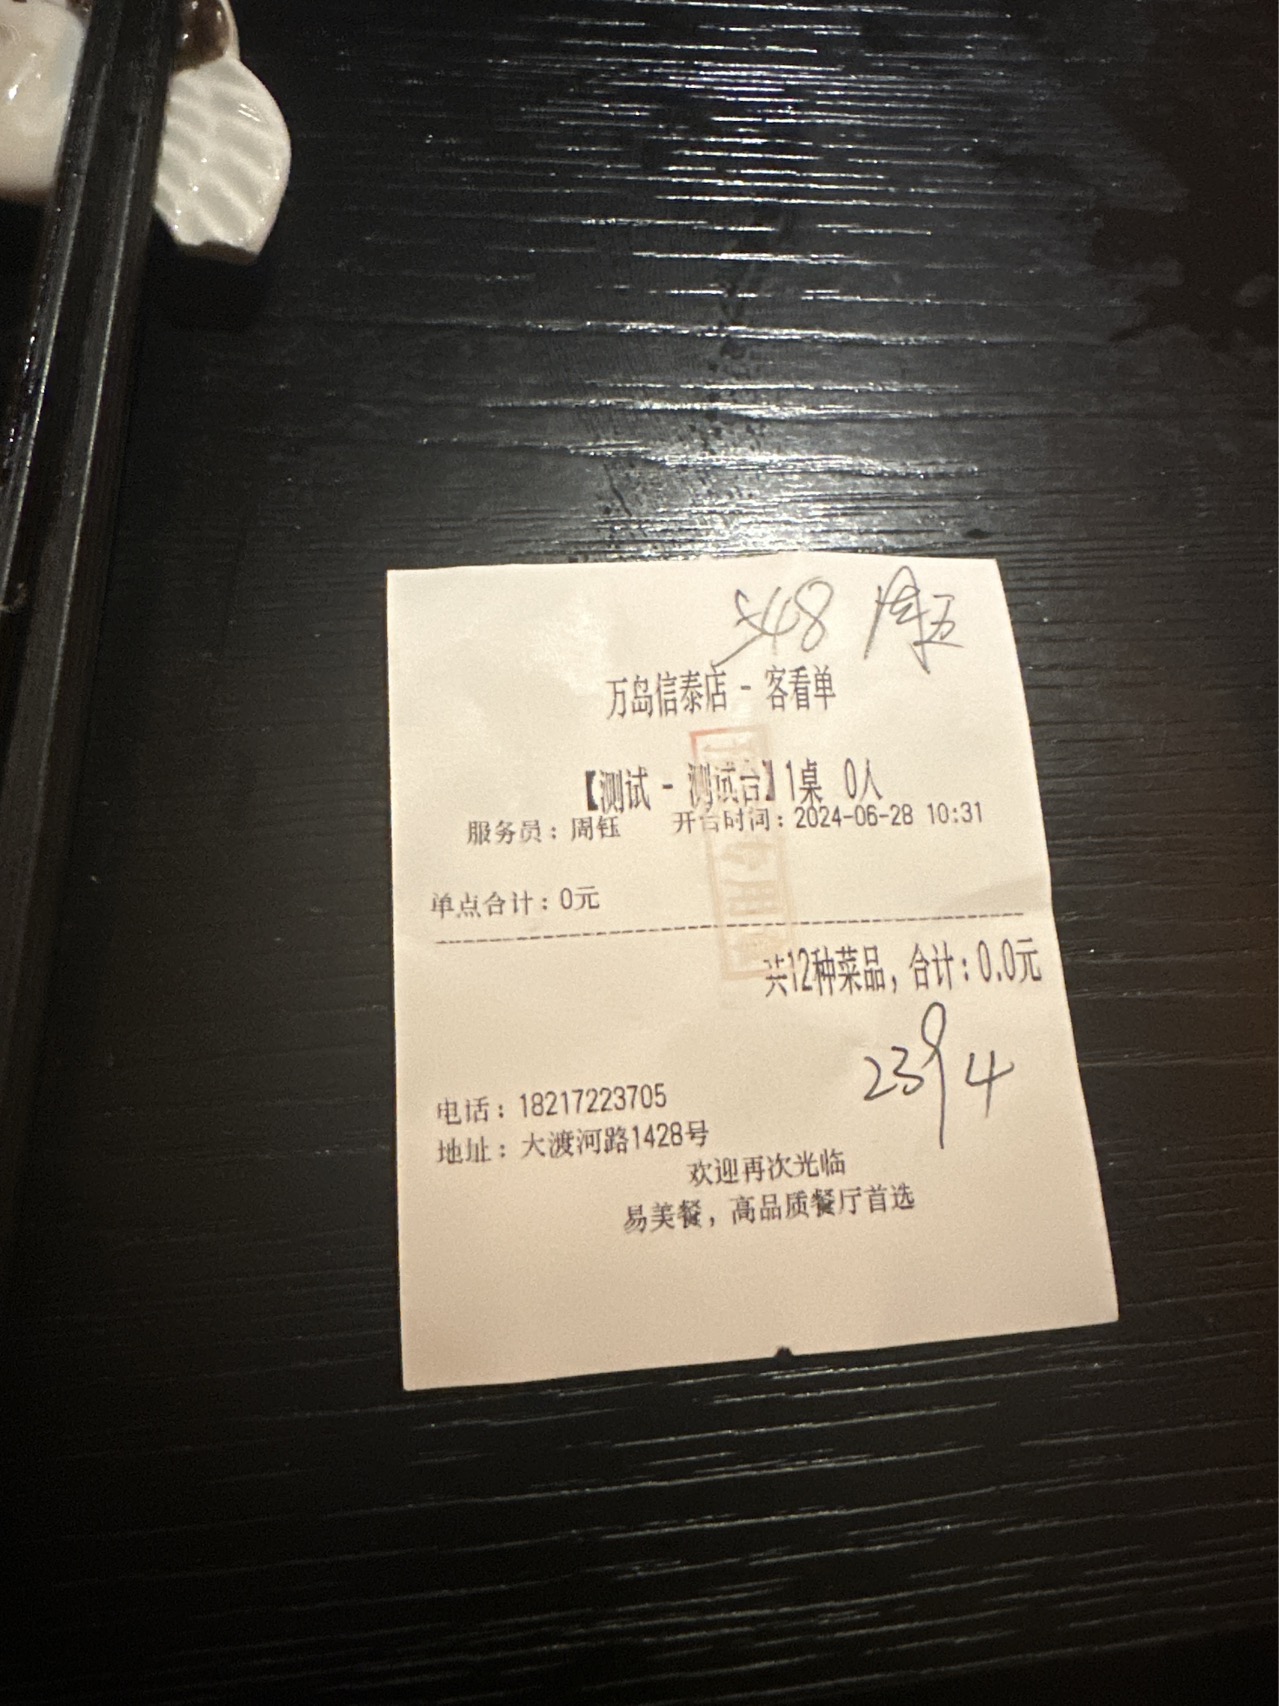 548 周五
万岛信泰店 - 客看单
【测试 - 测试台】1桌 0人
服务员：周钰 开台时间：2024-06-28 10:31
单点合计：0元
专用章
共12种菜品，合计：0.0元
2394
电话：18217223705
地址：大渡河路1428号
欢迎再次光临
易美餐，高品质餐厅首选